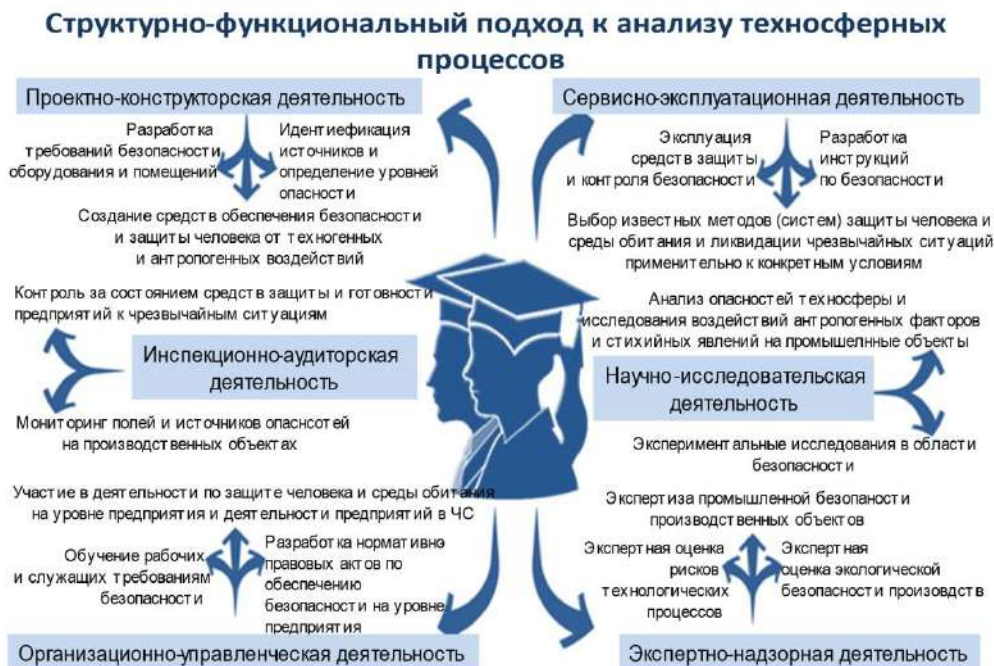 Структурно-функциональный подход к анализу техносферных
процессов
Проектно-конструкторская деятельность
Разработка
требований безопасности
оборудования и помещений
Идентиефикация
источников и
определение уровней
опасности
Создание средств обеспечения безопасности
и защиты человека от техногенных
и антропогенных воздействий
Сервисно-эксплуатационная деятельность
Эксплуация
средств защиты
и контроля безопасности
Разработка
инструкций
по безопасности
Выбор известных методов (систем) защиты человека и
среды обитания и ликвидации чрезвычайных ситуаций
применительно к конкретным условиям
Контроль за состоянием средств защиты и готовности
предприятий к чрезвычайным ситуациям
Инспекционно-аудиторская
деятельность
Мониторинг полей и источников опаснсотей
на производственных объектах
Анализ опасностей техносферы и
исследования воздействий антропогенных факторов
и стихийных явлений на промышелнные объекты
Научно-исследовательская
деятельность
Экспериментальные исследования в области
безопасности
Участие в деятельности по защите человека и среды обитания
на уровне предприятия и деятельности предприятий в ЧС
Обучение рабочих
и служащих требованиям
безопасности
Разработка нормативно
правовых актов по
обеспечению
безопасности на уровне
предприятия
Организационно-управленческая деятельность
Экспертиза промышленной безопаности
производственных объектов
Экспертная оценка
рисков
технологических
процессов
Экспертная
оценка экологической
безопасности произовдств
Экспертно-надзорная деятельность